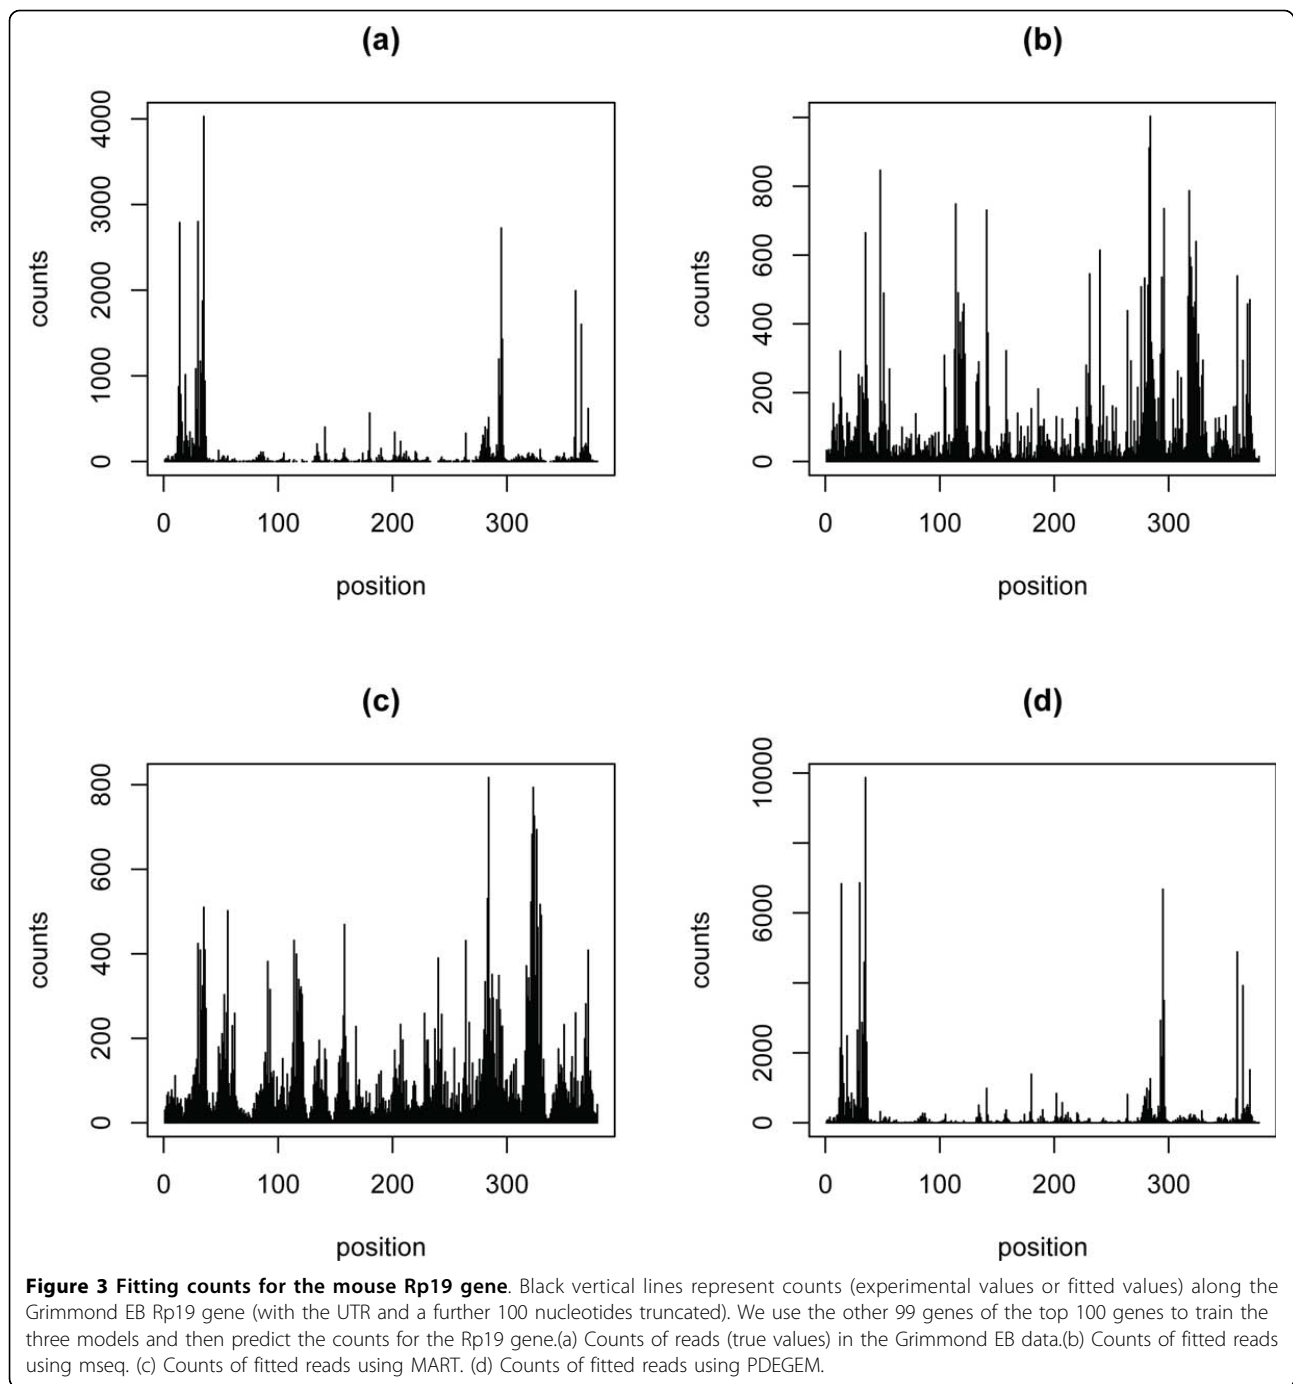 (a)
counts
0
1000
2000
3000
4000
0
100
200
300
position
(b)
counts
0
200
400
600
800
0
100
200
300
position
(c)
counts
0
200
400
600
800
0
100
200
300
position
(d)
counts
0
2000
6000
10000
0
100
200
300
position
Figure 3 Fitting counts for the mouse Rp19 gene. Black vertical lines represent counts (experimental values or fitted values) along the
Grimmond EB Rp19 gene (with the UTR and a further 100 nucleotides truncated). We use the other 99 genes of the top 100 genes to train the
three models and then predict the counts for the Rp19 gene.(a) Counts of reads (true values) in the Grimmond EB data.(b) Counts of fitted reads
using mseq. (c) Counts of fitted reads using MART. (d) Counts of fitted reads using PDEGEM.